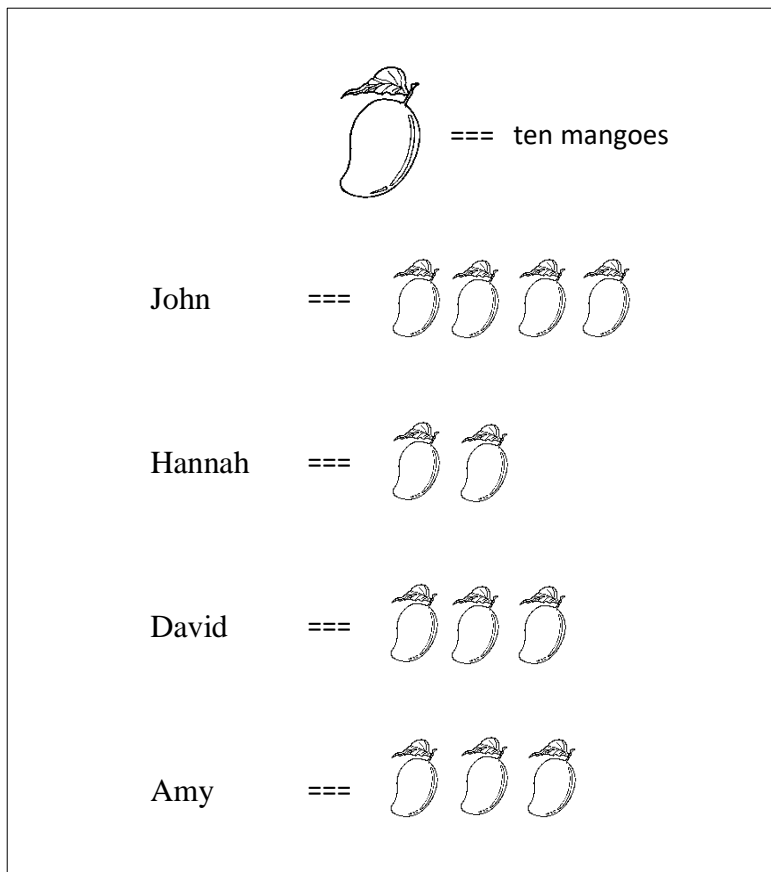 === ten mangoes
John ===
Hannah ===
David ===
Amy ===